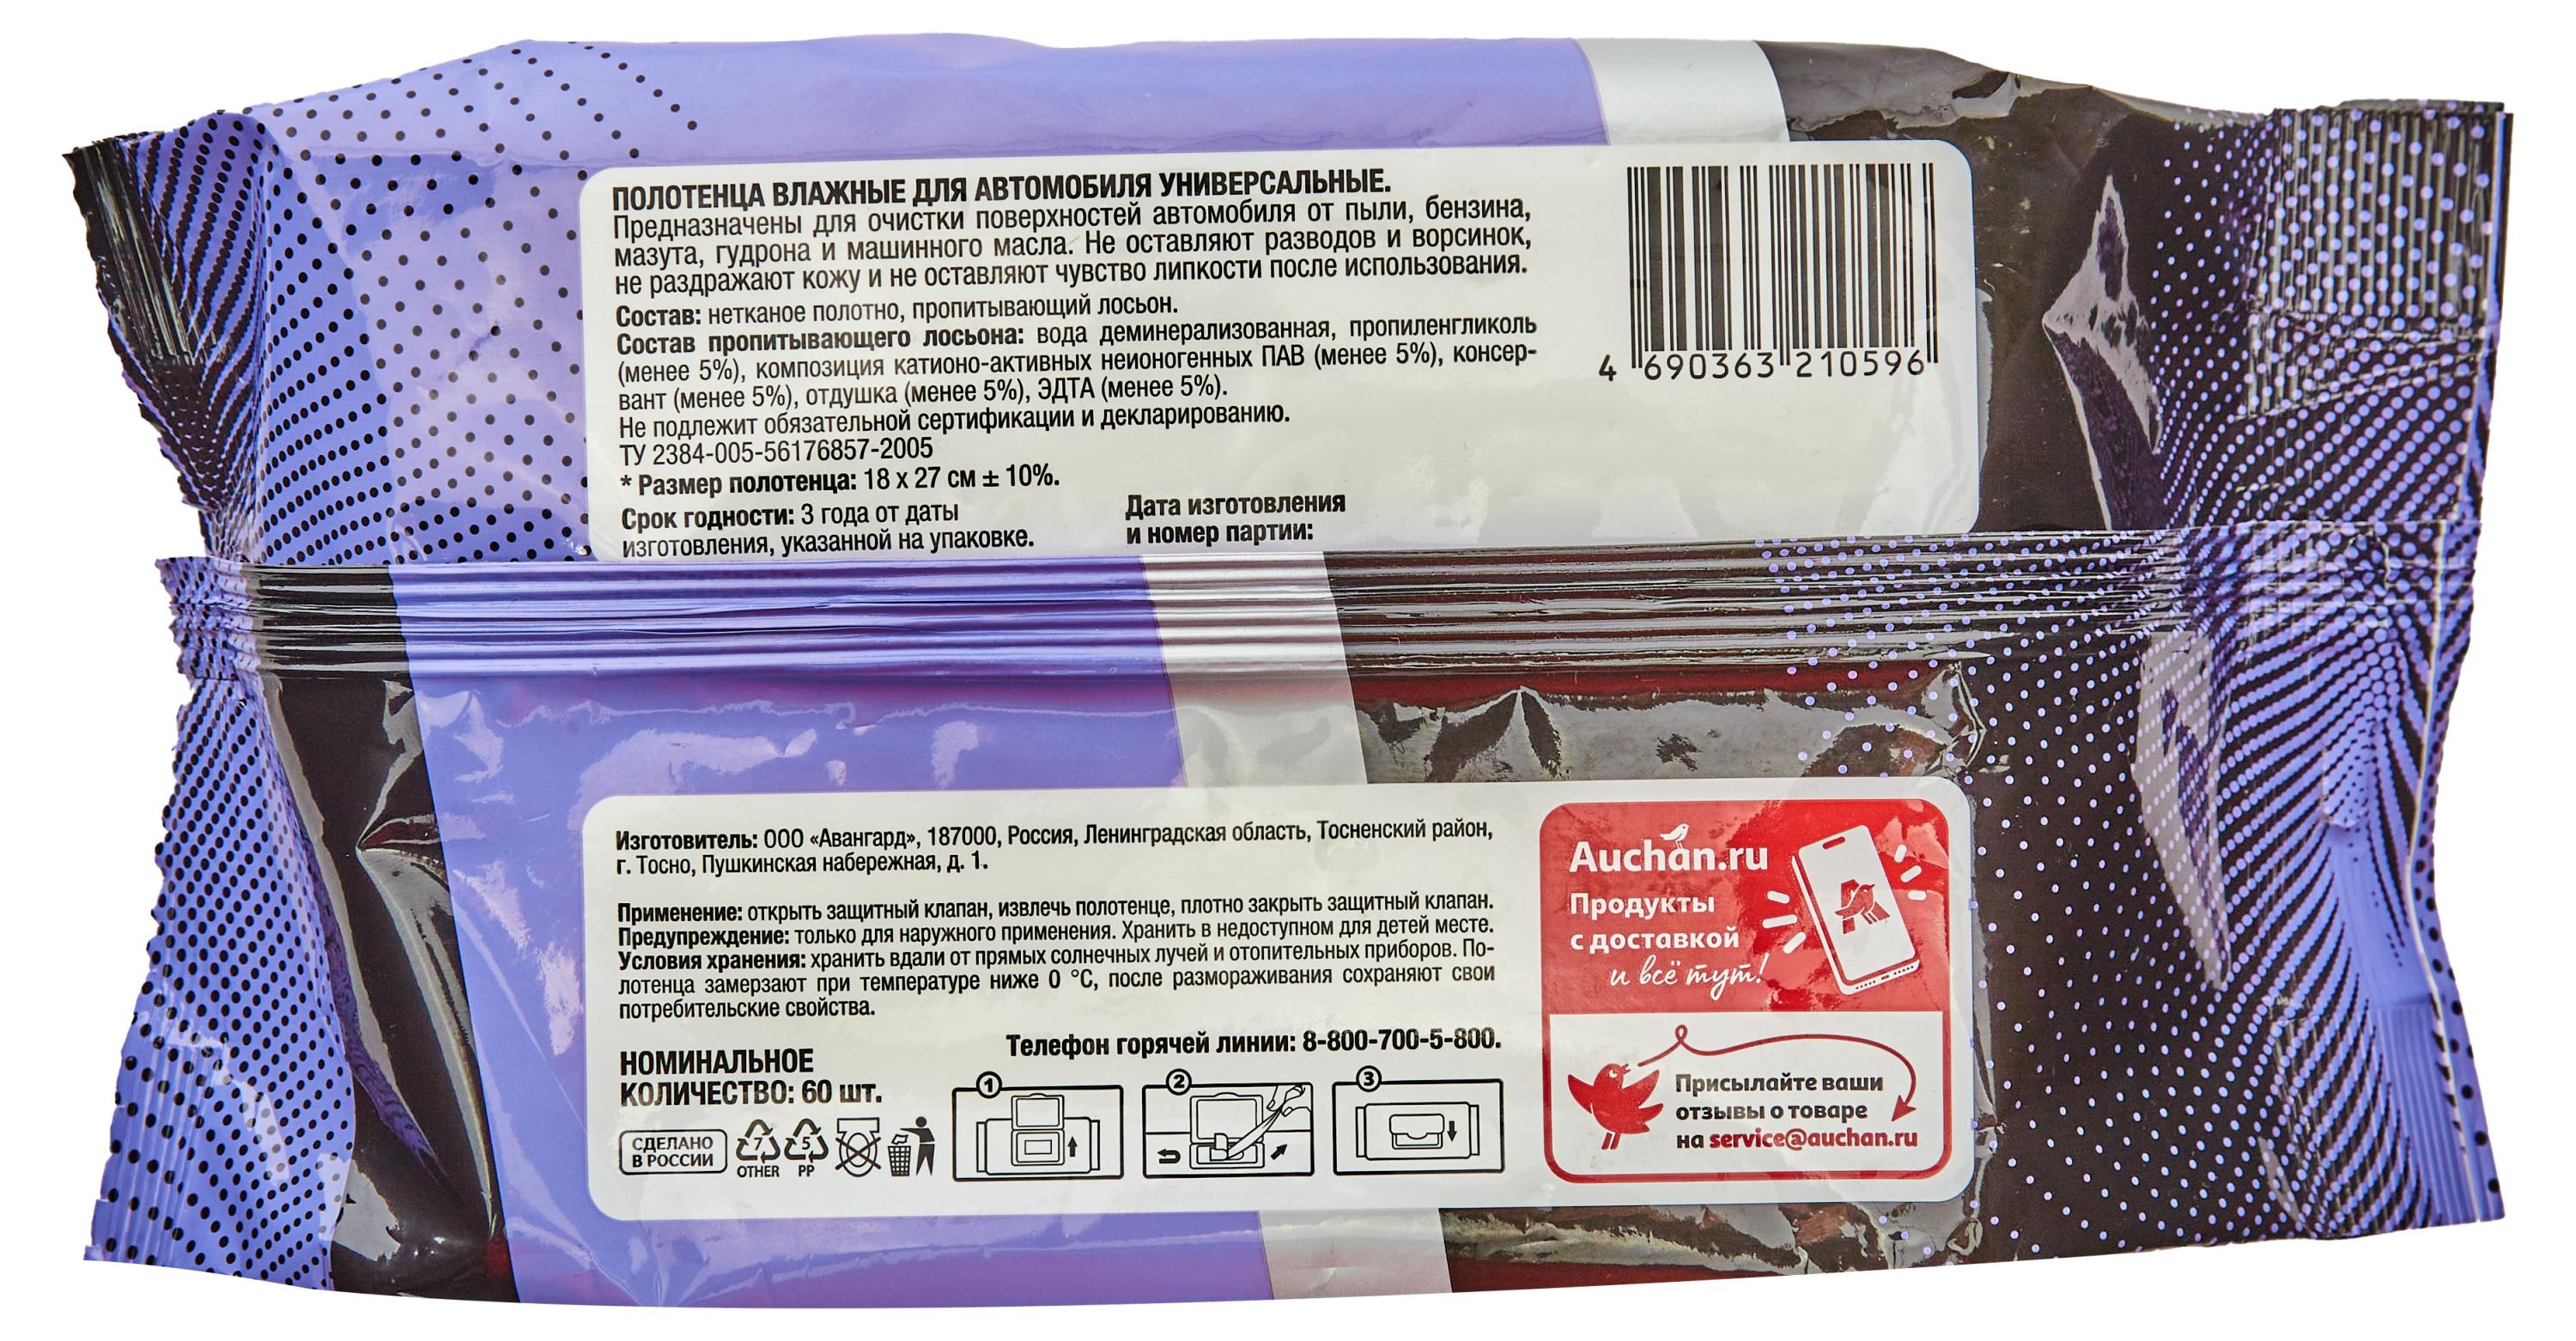 ПОЛОТЕНЦА ВЛАЖНЫЕ ДЛЯ АВТОМОБИЛЯ УНИВЕРСАЛЬНЫЕ.
Предназначены для очистки поверхностей автомобиля от пыли, бензина,
мазута, гудрона и машинного масла. Не оставляют разводов и ворсинок,
не раздражают кожу и не оставляют чувство липкости после использования.
Состав: нетканое полотно, пропитывающий лосьон.
Состав пропитывающего лосьона: вода деминерализованная, пропиленгликоль
(менее 5%), композиция катионо-активных неионогенных ПАВ (менее 5%), консер-
вант (менее 5%), отдушка (менее 5%), ЭДТА (менее 5%).
Не подлежит обязательной сертификации и декларированию.
ТУ 2384-005-56176857-2005
* Размер полотенца: 18 x 27 см ± 10%.
Срок годности: 3 года от даты
изготовления, указанной на упаковке.
Дата изготовления
и номер партии:
4 690363 210596
Изготовитель: ООО «Авангард», 187000, Россия, Ленинградская область, Тосненский район,
г. Тосно, Пушкинская набережная, д. 1.
Применение: открыть защитный клапан, извлечь полотенце, плотно закрыть защитный клапан.
Предупреждение: только для наружного применения. Хранить в недоступном для детей месте.
Условия хранения: хранить вдали от прямых солнечных лучей и отопительных приборов. По-
лотенца замерзают при температуре ниже 0 °С, после размораживания сохраняют свои
потребительские свойства.
Телефон горячей линии: 8-800-700-5-800.
НОМИНАЛЬНОЕ
КОЛИЧЕСТВО: 60 шт.
СДЕЛАНО
В РОССИИ
7
OTHER
5
PP
1
2
3
Auchan.ru
Продукты
с доставкой
и всё тут!
Присылайте ваши
отзывы о товаре
на service@auchan.ru